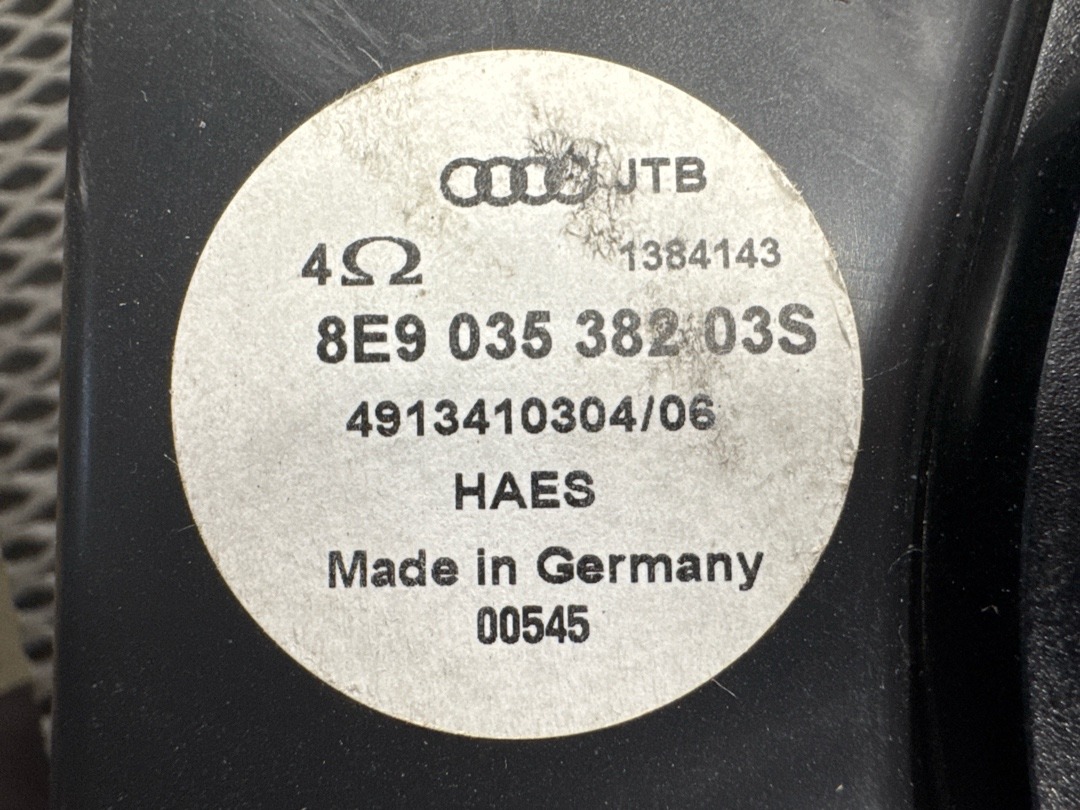 JTB
4Ω 1384143
8E9 035 382 03S
4913410304/06
HAES
Made in Germany
00545